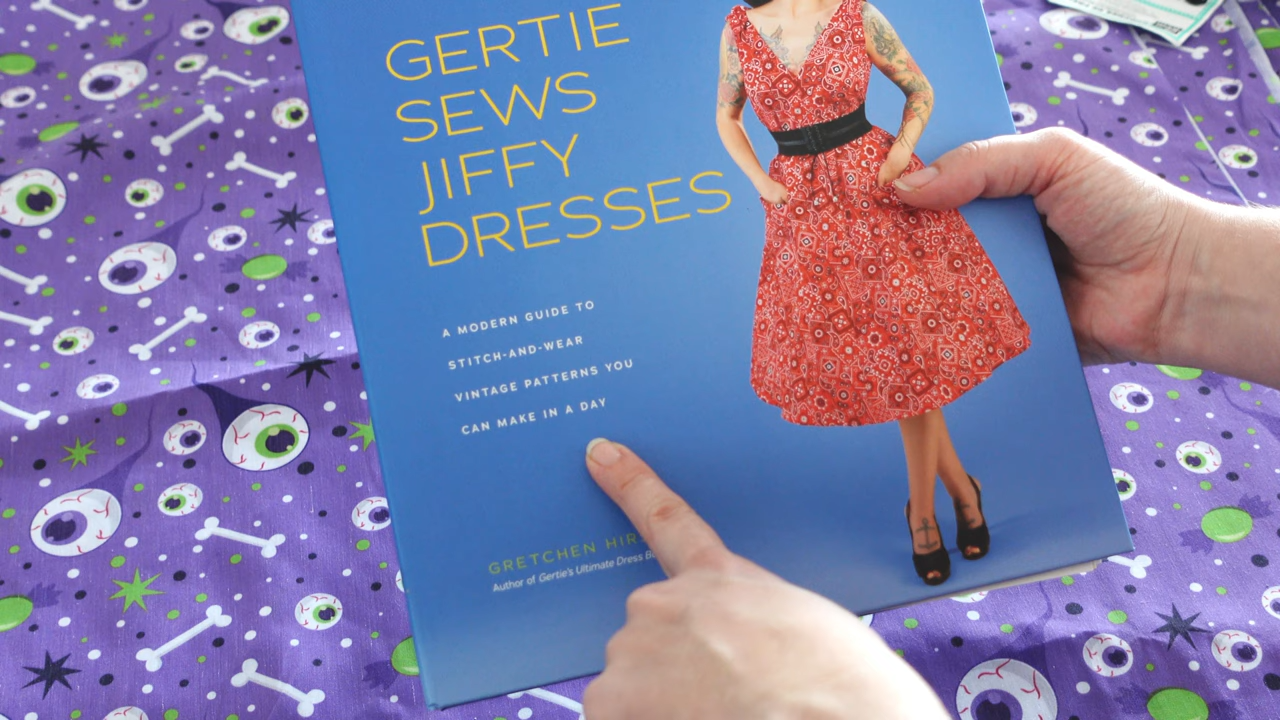 GERTIE
SEWS
JIFFY
DRESSES
A MODERN GUIDE TO
STITCH-AND-WEAR
VINTAGE PATTERNS YOU
CAN MAKE IN A DAY
GRETCHEN
Author of Gertie's Ultimate Dress